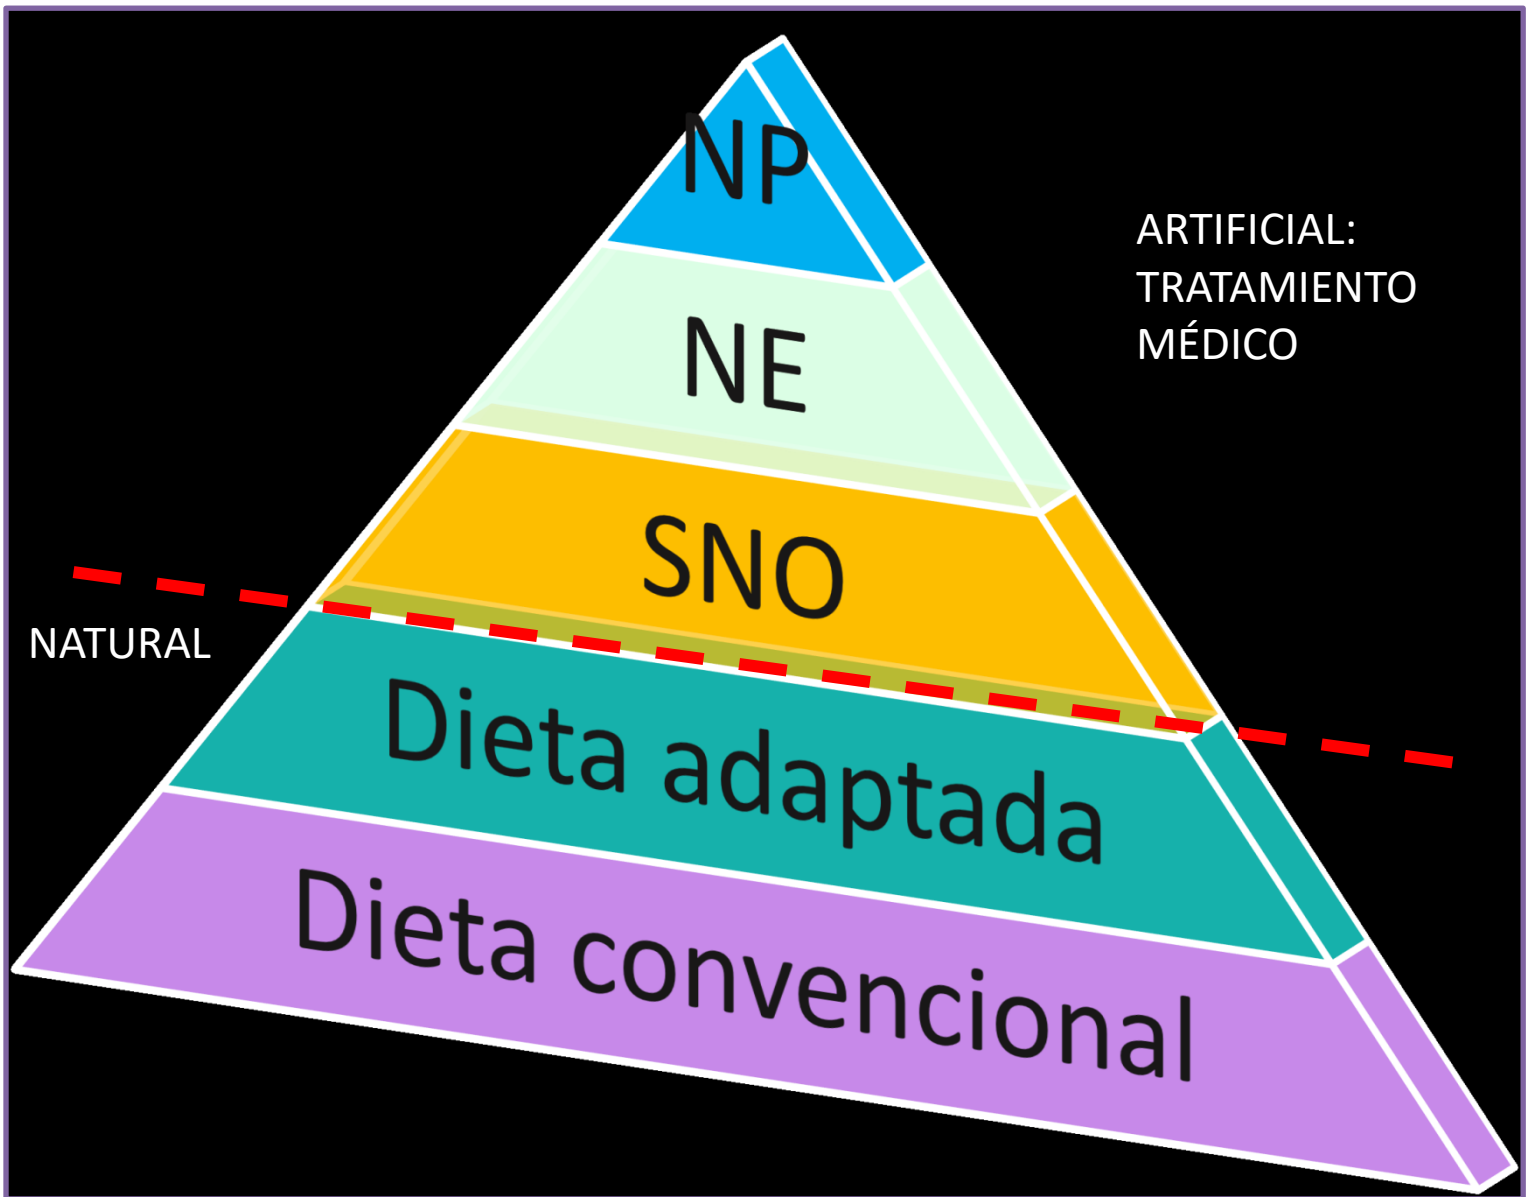 NP
ARTIFICIAL:
TRATAMIENTO
MÉDICO
NE
SNO
NATURAL
Dieta adaptada
Dieta convencional